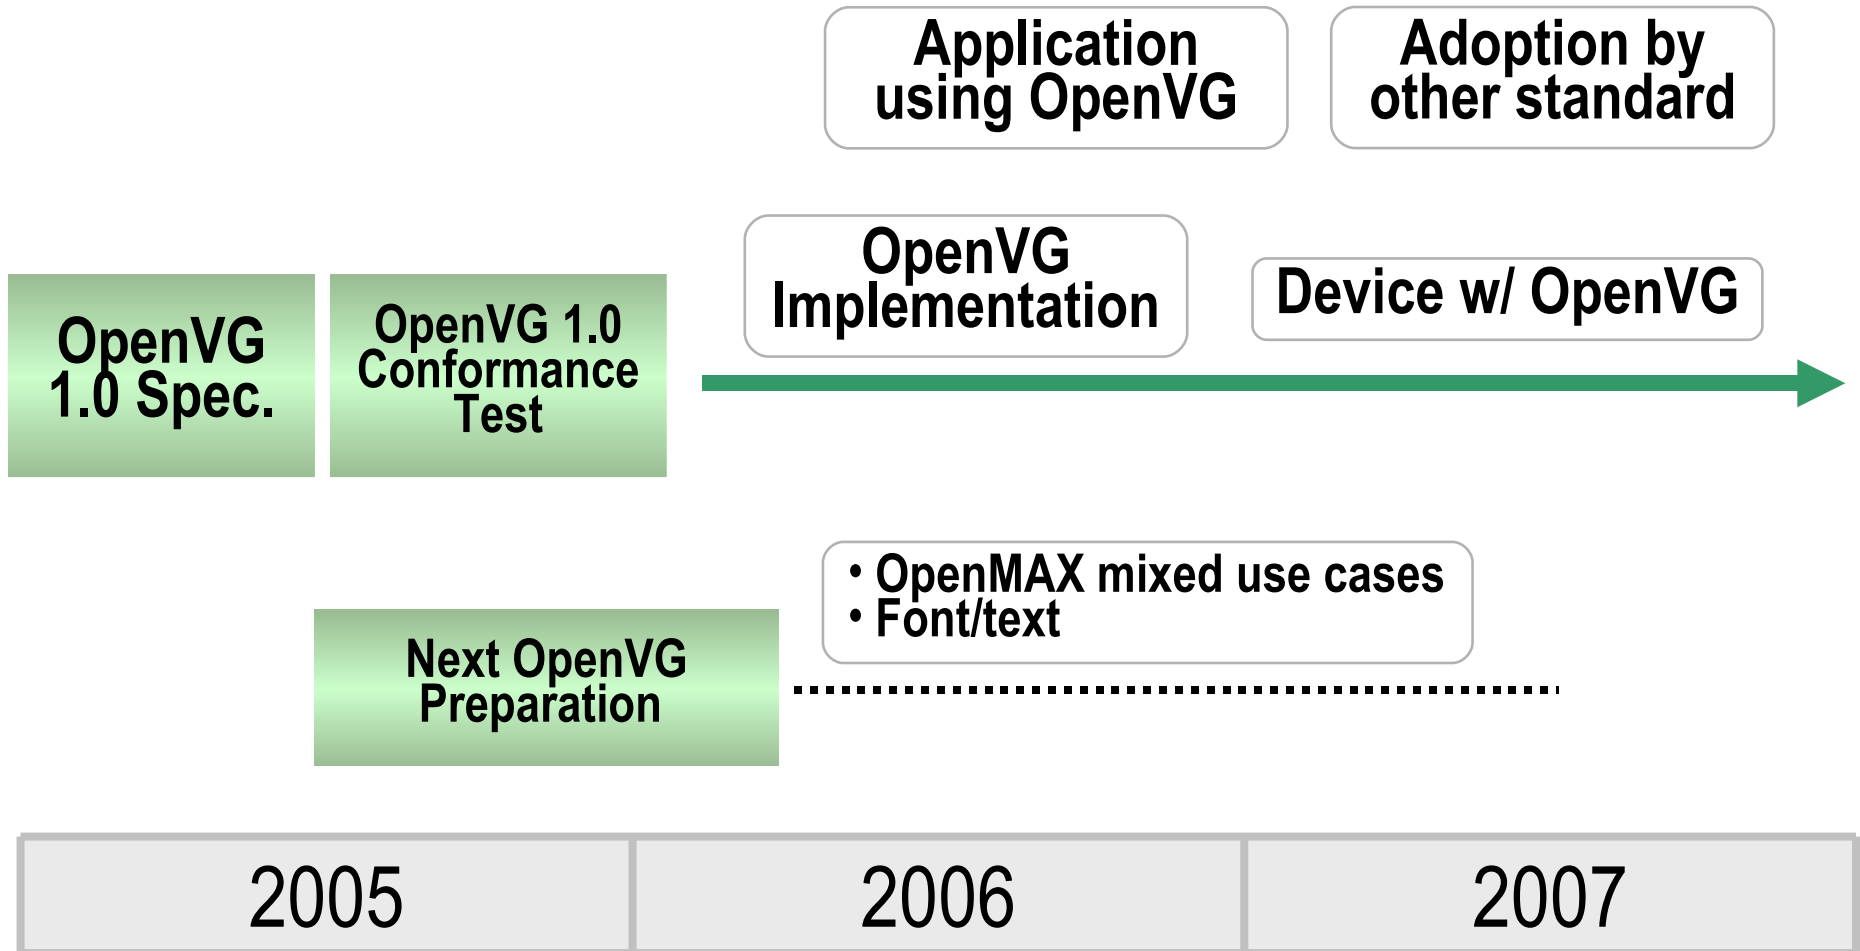 Application
using OpenVG
Adoption by
other standard
OpenVG
Implementation
Device w/ OpenVG
OpenVG
1.0 Spec.
OpenVG 1.0
Conformance
Test
• OpenMAX mixed use cases
• Font/text
Next OpenVG
Preparation
2005
2006
2007